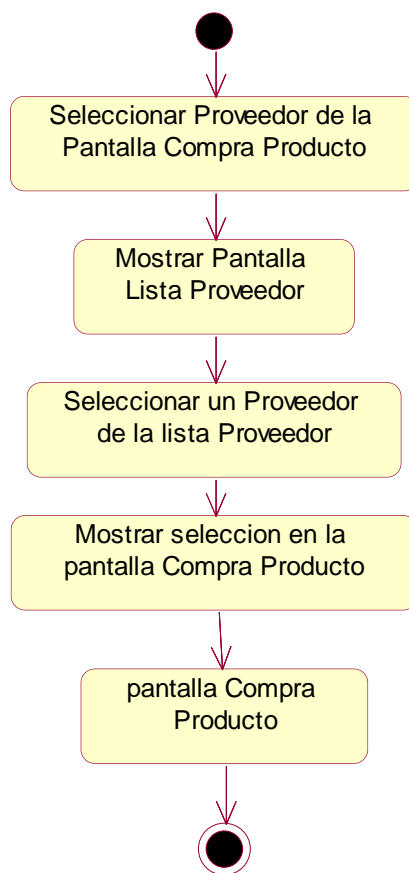 Seleccionar Proveedor de la
Pantalla Compra Producto
Mostrar Pantalla
Lista Proveedor
Seleccionar un Proveedor
de la lista Proveedor
Mostrar seleccion en la
pantalla Compra Producto
pantalla Compra
Producto